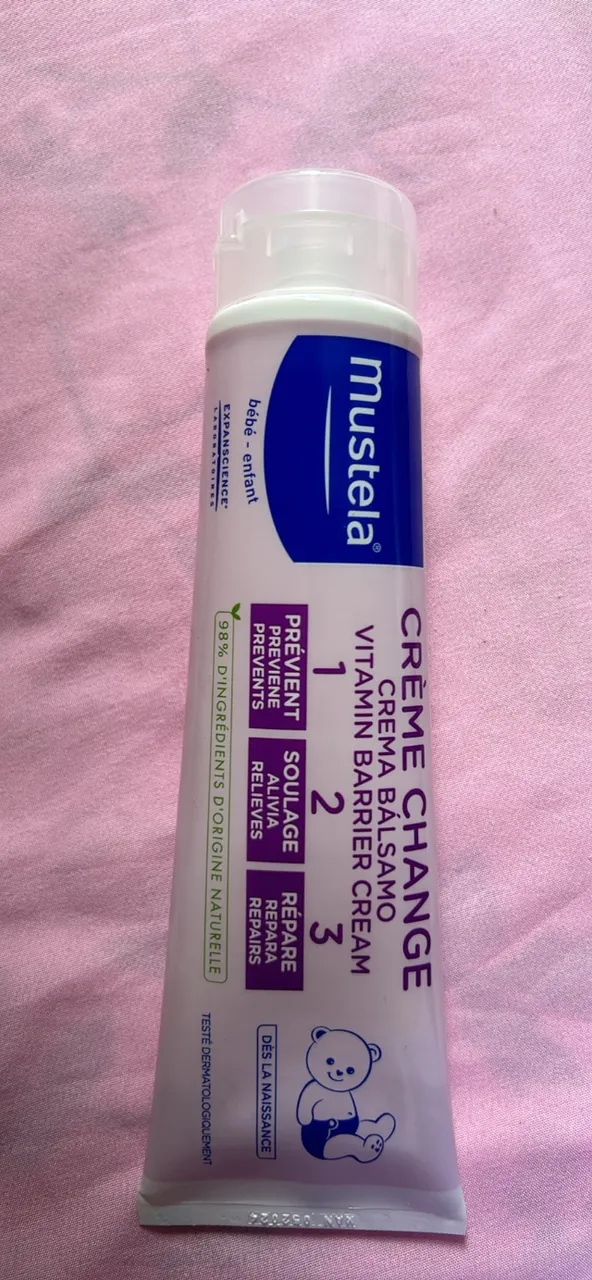 mustela®
bébé - enfant
EXPANSCIENCE®
LABORATOIRES
CRÈME CHANGE
CREMA BÁLSAMO
VITAMIN BARRIER CREAM
1
PRÉVIENT
PREVIENE
PREVENTS
2
SOULAGE
ALIVIA
RELIEVES
3
RÉPARE
REPARA
REPAIRS
98% D'INGRÉDIENTS D'ORIGINE NATURELLE
DÈS LA NAISSANCE
TESTÉ DERMATOLOGIQUEMENT